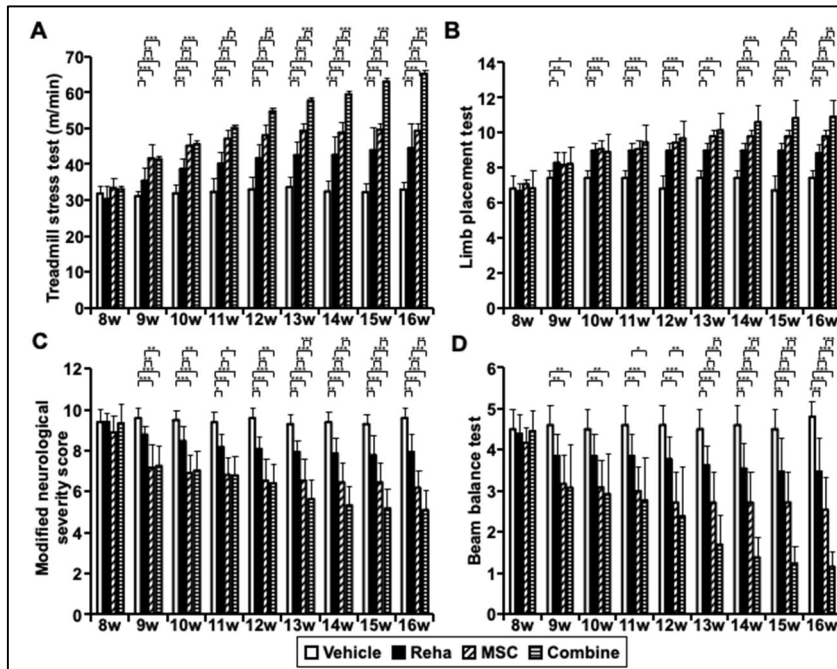 A
Treadmill stress test (m/min)
70
60
50
40
30
20
10
0
8w 9w 10w 11w 12w 13w 14w 15w 16w
B
Limb placement test
14
12
10
8
6
4
2
0
8w 9w 10w 11w 12w 13w 14w 15w 16w
C
Modified neurological
severity score
12
10
8
6
4
2
0
8w 9w 10w 11w 12w 13w 14w 15w 16w
D
Beam balance test
6
5
4
3
2
1
0
8w 9w 10w 11w 12w 13w 14w 15w 16w
Vehicle Reha MSC Combine